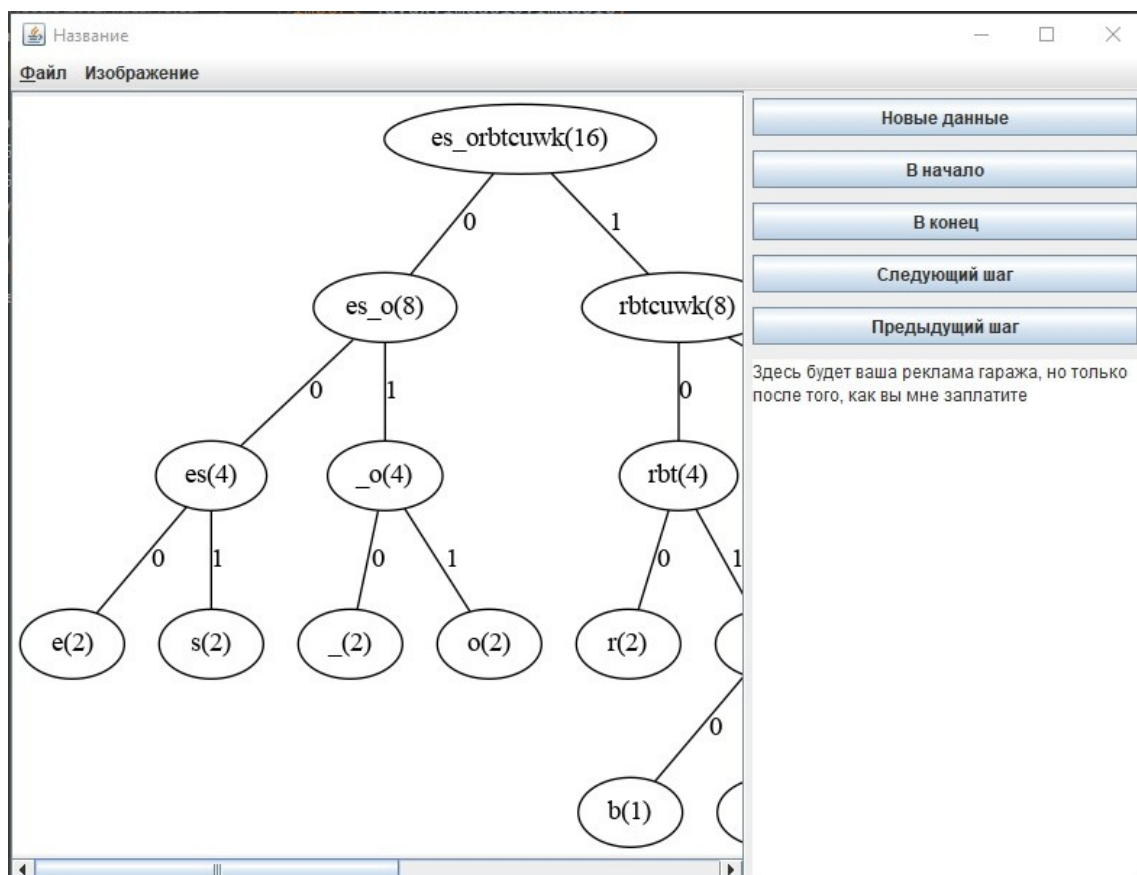 Название
Файл Изображение
es_orbtcuwk(16)
0 1
es_o(8) rbtcuwk(8)
0 1 0
es(4) _o(4) rbt(4)
0 1 0 1 0 1
e(2) s(2) _(2) o(2) r(2)
0
b(1)
Новые данные
В начало
В конец
Следующий шаг
Предыдущий шаг
Здесь будет ваша реклама гаража, но только
после того, как вы мне заплатите